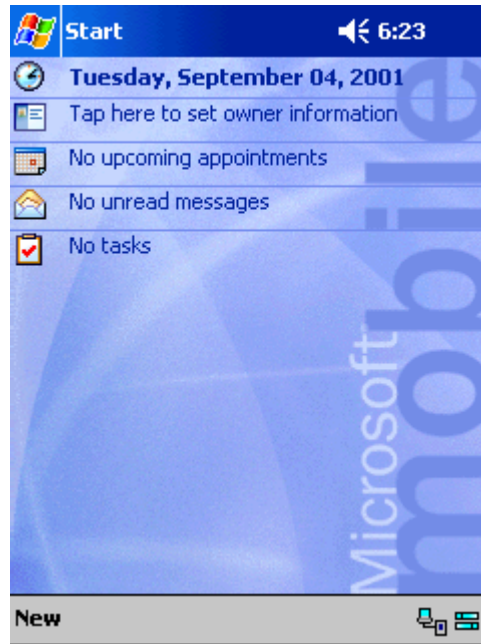 Start 6:23
Tuesday, September 04, 2001
Tap here to set owner information
No upcoming appointments
No unread messages
No tasks
Microsoft
mobile
New